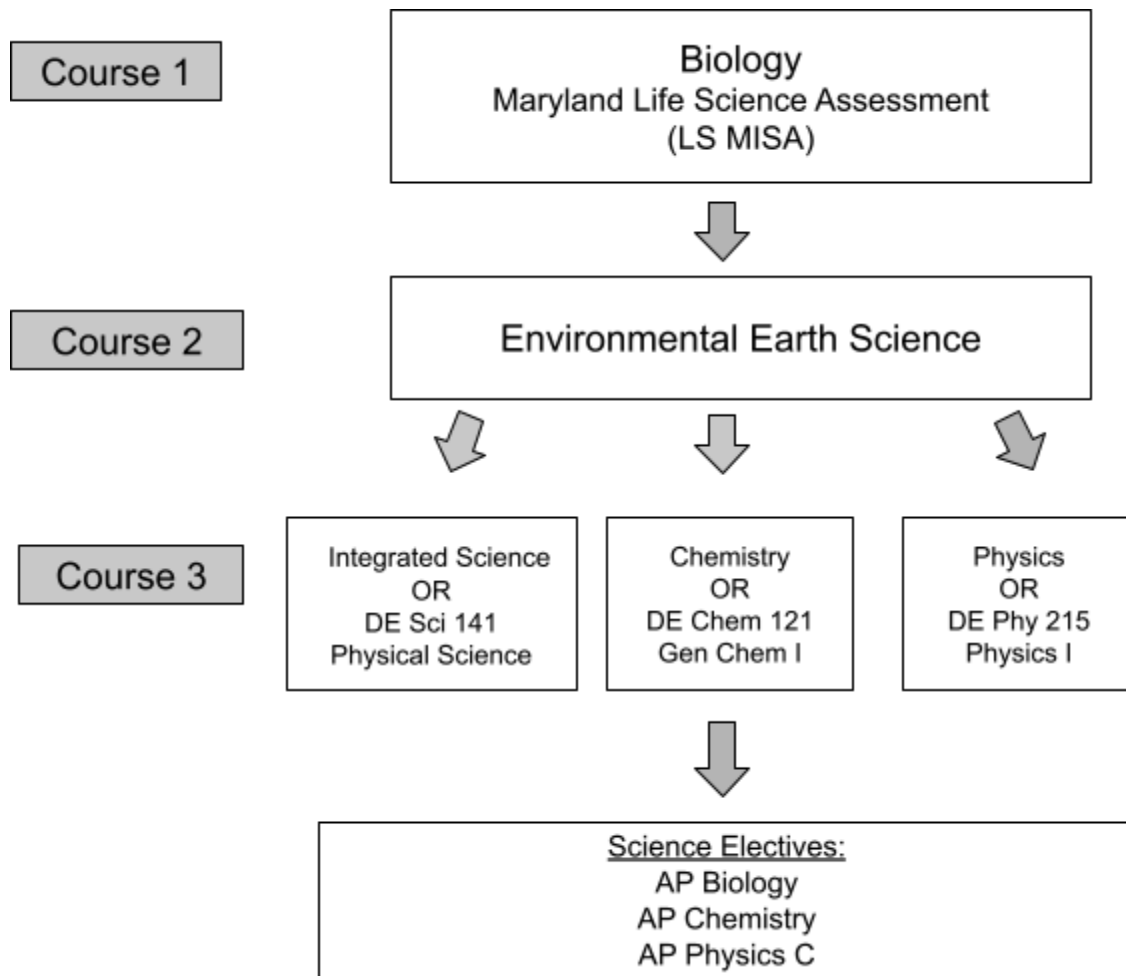 Course 1
Biology
Maryland Life Science Assessment
(LS MISA)
Course 2
Environmental Earth Science
Course 3
Integrated Science
OR
DE Sci 141
Physical Science
Chemistry
OR
DE Chem 121
Gen Chem I
Physics
OR
DE Phy 215
Physics I
Science Electives:
AP Biology
AP Chemistry
AP Physics C